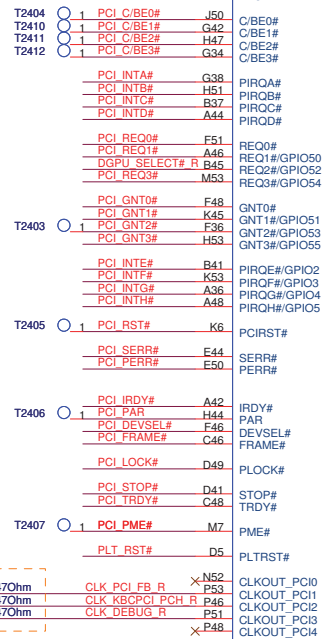 T2404 1 PCI_C/BE0# J50 C/BE0#
T2410 1 PCI_C/BE1# G42 C/BE1#
T2411 1 PCI_C/BE2# H47 C/BE2#
T2412 1 PCI_C/BE3# G34 C/BE3#
PCI_INTA# G38 PIRQA#
PCI_INTB# H51 PIRQB#
PCI_INTC# B37 PIRQC#
PCI_INTD# A44 PIRQD#
PCI_REQ0# F51 REQ0#
PCI_REQ1# A46 REQ1#/GPIO50
DGPU_SELECT#_R B45 REQ2#/GPIO52
PCI_REQ3# M53 REQ3#/GPIO54
PCI_GNT0# F48 GNT0#
PCI_GNT1# K45 GNT1#/GPIO51
T2403 1 PCI_GNT2# F36 GNT2#/GPIO53
PCI_GNT3# H53 GNT3#/GPIO55
PCI_INTE# B41 PIRQE#/GPIO2
PCI_INTF# K53 PIRQF#/GPIO3
PCI_INTG# A36 PIRQG#/GPIO4
PCI_INTH# A48 PIRQH#/GPIO5
T2405 1 PCI_RST# K6 PCIRST#
PCI_SERR# E44 SERR#
PCI_PERR# E50 PERR#
PCI_IRDY# A42 IRDY#
T2406 1 PCI_PAR H44 PAR
PCI_DEVSEL# F46 DEVSEL#
PCI_FRAME# C46 FRAME#
PCI_LOCK# D49 PLOCK#
PCI_STOP# D41 STOP#
PCI_TRDY# C48 TRDY#
T2407 1 PCI_PME# M7 PME#
PLT_RST# D5 PLTRST#
N52 CLKOUT_PCI0
47Ohm CLK_PCI_FB_R P53 CLKOUT_PCI1
47Ohm CLK_KBCPCI_PCH_R P46 CLKOUT_PCI2
47Ohm CLK_DEBUG_R P51 CLKOUT_PCI3
P48 CLKOUT_PCI4